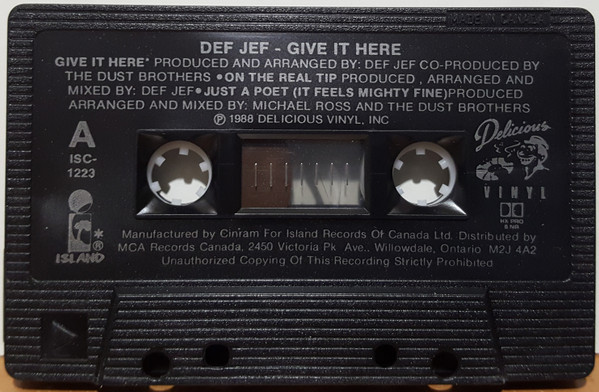 MADE IN CANADA
DEF JEF - GIVE IT HERE
GIVE IT HERE* PRODUCED AND ARRANGED BY: DEF JEF CO-PRODUCED BY
THE DUST BROTHERS • ON THE REAL TIP PRODUCED , ARRANGED AND
MIXED BY: DEF JEF • JUST A POET (IT FEELS MIGHTY FINE)PRODUCED
ARRANGED AND MIXED BY: MICHAEL ROSS AND THE DUST BROTHERS
Ⓟ 1988 DELICIOUS VINYL, INC
A
ISC-
1223
Delicious
VINYL
HX PRO
B NR
*
®
ISLAND
Manufactured by Cinram For Island Records Of Canada Ltd. Distributed by
MCA Records Canada, 2450 Victoria Pk Ave., Willowdale, Ontario M2J 4A2
Unauthorized Copying Of This Recording Strictly Prohibited